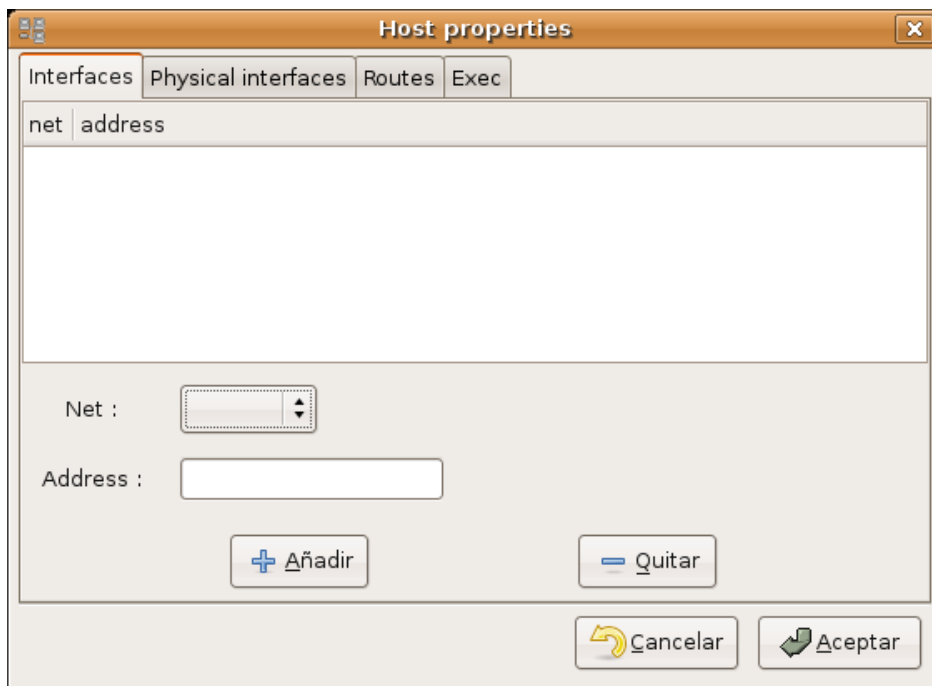 Host properties
Interfaces Physical interfaces Routes Exec
net address
Net :
Address :
Añadir Quitar
Cancelar Aceptar